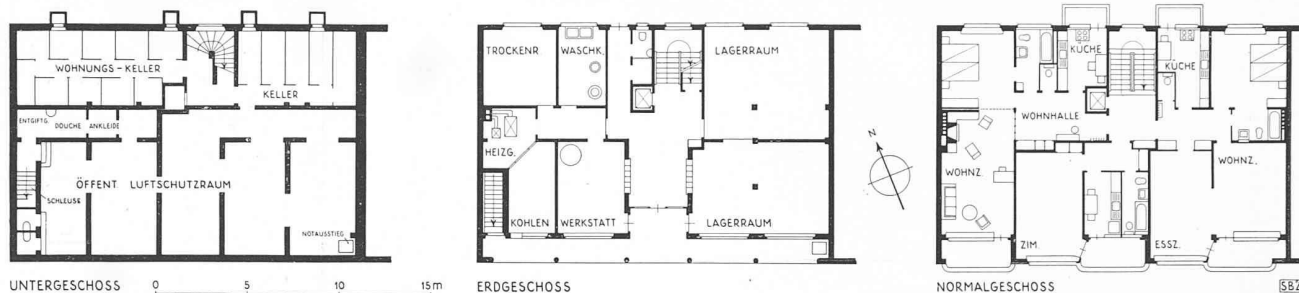 WOHNUNGS-KELLER
KELLER
ENTGIFTG.
DOUCHE
ANKLEIDE
ÖFFENT. LUFTSCHUTZRAUM
SCHLEUSE
NOTAUSSTIEG
UNTERGESCHOSS
0 5 10 15 m
TROCKENR
WASCHK.
LAGERRAUM
HEIZG.
KOHLEN
WERKSTATT
LAGERRAUM
ERDGESCHOSS
N
KÜCHE
KÜCHE
WOHNHALLE
WOHNZ.
WOHNZ.
ZIM.
ESSZ.
NORMALGESCHOSS
SBZ